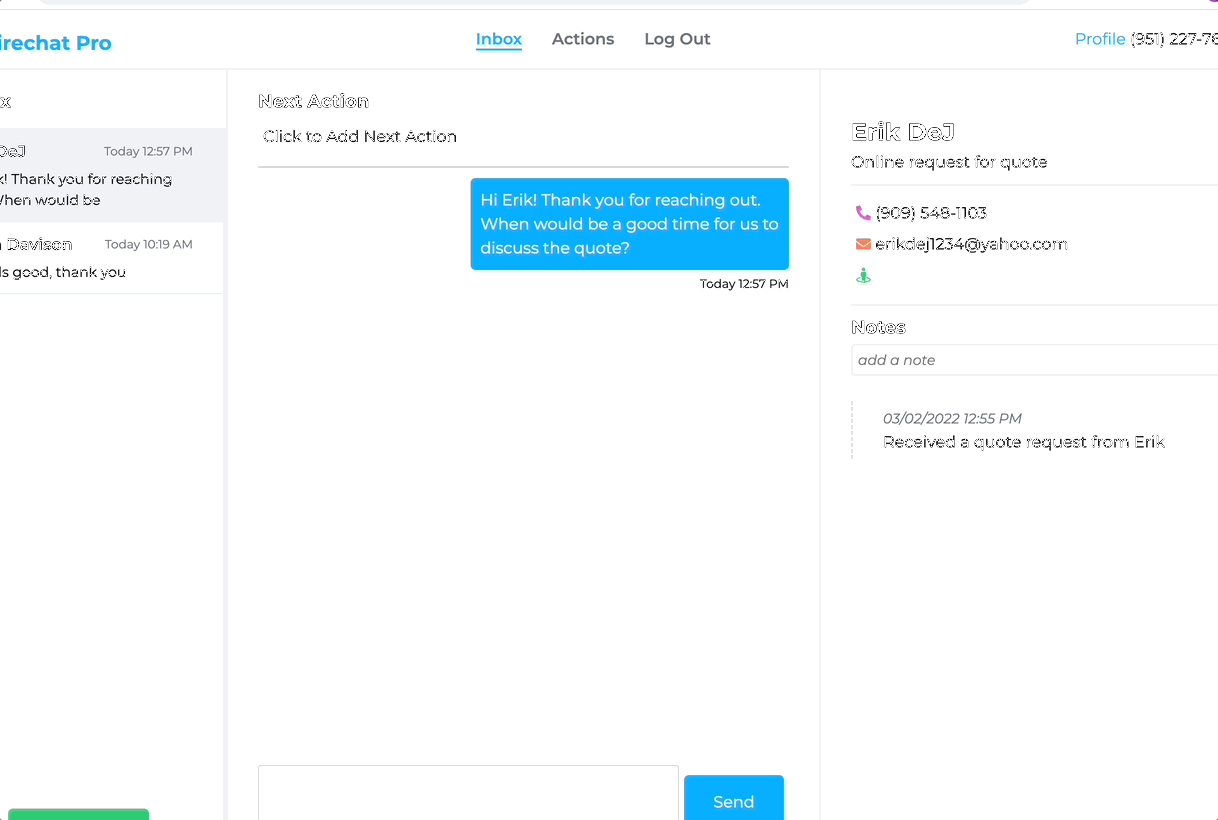 irechat Pro
Inbox Actions Log Out
Profile (951) 227-76
x
DeJ Today 12:57 PM
k! Thank you for reaching
When would be
n Davison Today 10:19 AM
ds good, thank you
Next Action
Click to Add Next Action
Hi Erik! Thank you for reaching out.
When would be a good time for us to
discuss the quote?
Today 12:57 PM
Send
Erik DeJ
Online request for quote
(909) 548-1103
erikdej1234@yahoo.com
Notes
add a note
03/02/2022 12:55 PM
Received a quote request from Erik